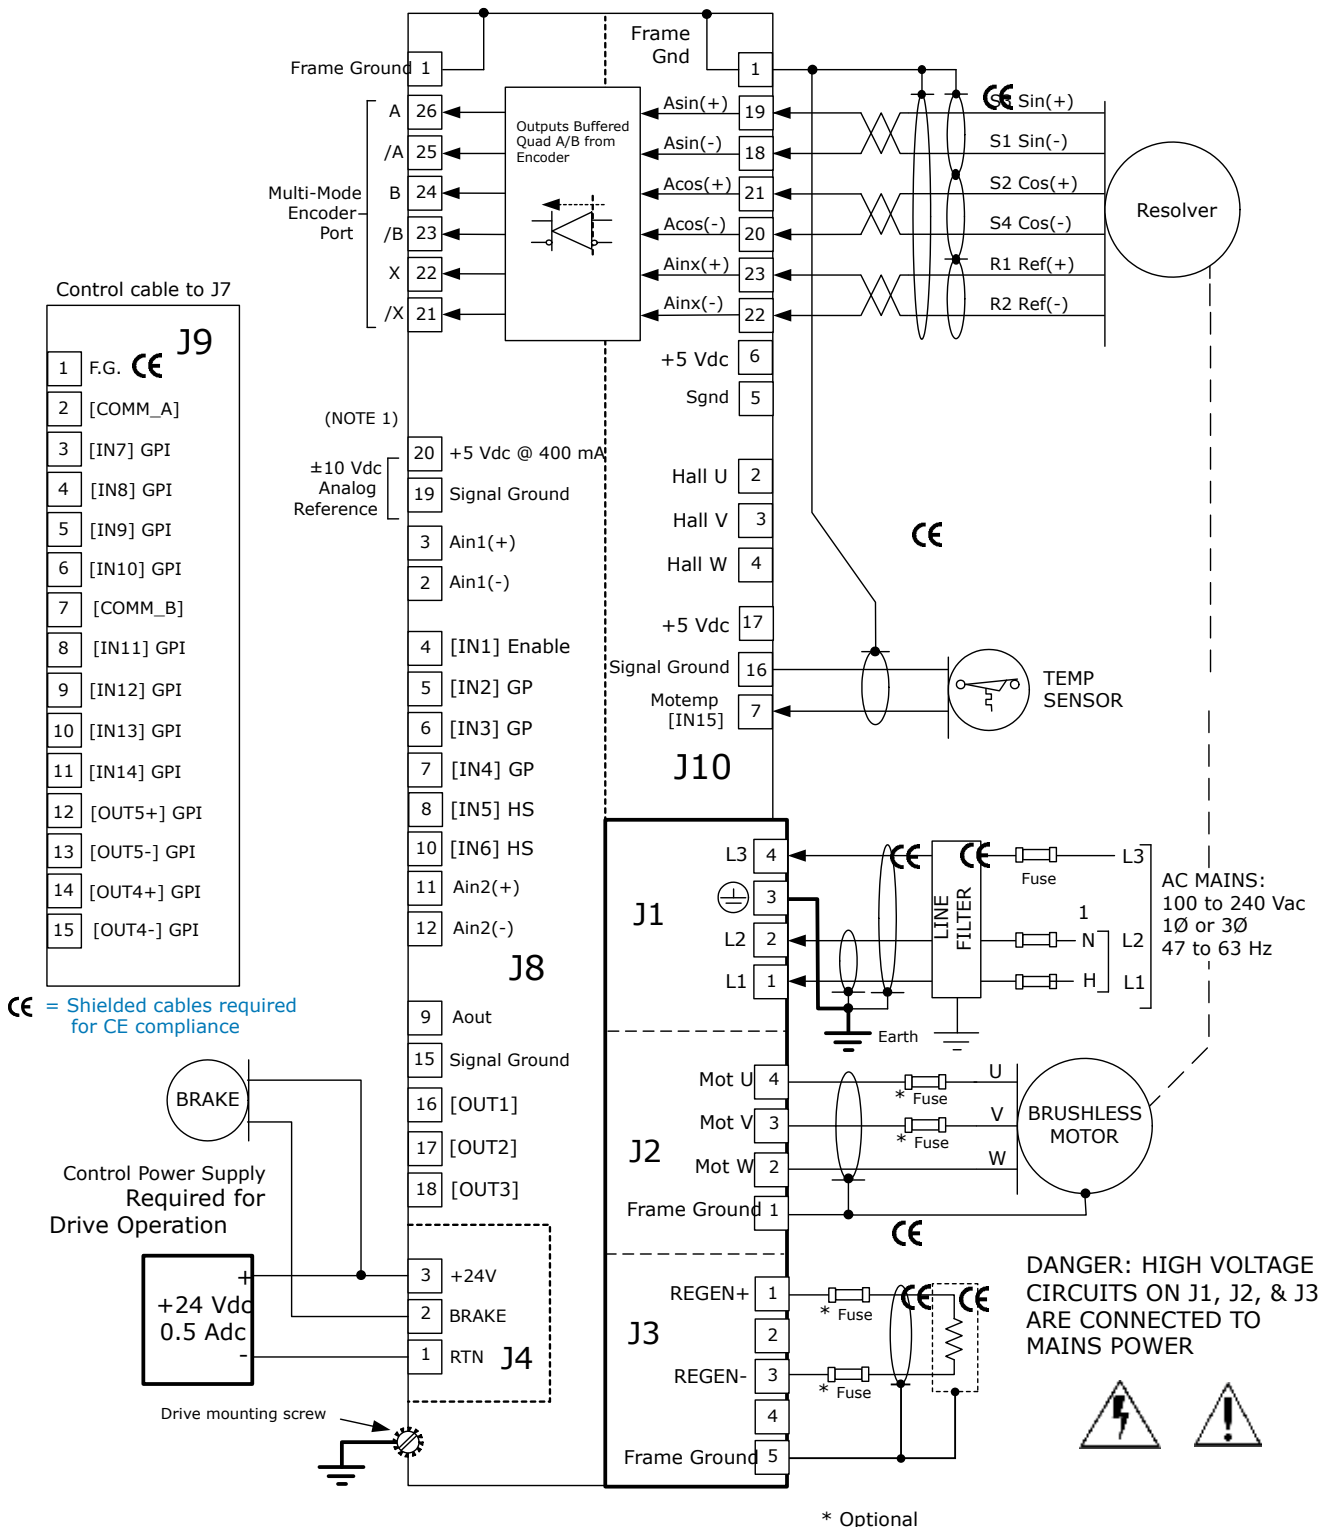 Frame Ground 1
Frame
Gnd
1
A 26
/A 25
B 24
/B 23
X 22
/X 21
Multi-Mode
Encoder
Port
Outputs Buffered
Quad A/B from
Encoder
Asin(+) 19
Asin(-) 18
Acos(+) 21
Acos(-) 20
Ainx(+) 23
Ainx(-) 22
CE
S3 Sin(+)
S1 Sin(-)
S2 Cos(+)
S4 Cos(-)
R1 Ref(+)
R2 Ref(-)
Resolver
+5 Vdc 6
Sgnd 5
Hall U 2
Hall V 3
Hall W 4
CE
+5 Vdc 17
Signal Ground 16
Motemp
[IN15]
7
TEMP
SENSOR
J10
Control cable to J7
J9
1 F.G. CE
2 [COMM_A]
3 [IN7] GPI
4 [IN8] GPI
5 [IN9] GPI
6 [IN10] GPI
7 [COMM_B]
8 [IN11] GPI
9 [IN12] GPI
10 [IN13] GPI
11 [IN14] GPI
12 [OUT5+] GPI
13 [OUT5-] GPI
14 [OUT4+] GPI
15 [OUT4-] GPI
CE = Shielded cables required
for CE compliance
(NOTE 1)
±10 Vdc
Analog
Reference
20 +5 Vdc @ 400 mA
19 Signal Ground
3 Ain1(+)
2 Ain1(-)
4 [IN1] Enable
5 [IN2] GP
6 [IN3] GP
7 [IN4] GP
8 [IN5] HS
10 [IN6] HS
11 Ain2(+)
12 Ain2(-)
J8
9 Aout
15 Signal Ground
16 [OUT1]
17 [OUT2]
18 [OUT3]
J1
L3 4
3
L2 2
L1 1
CE
CE
LINE
FILTER
Fuse
L3
1
N
L2
H
L1
AC MAINS:
100 to 240 Vac
1Ø or 3Ø
47 to 63 Hz
Earth
J2
Mot U 4
Mot V 3
Mot W 2
Frame Ground 1
* Fuse
* Fuse
U
V
W
BRUSHLESS
MOTOR
CE
BRAKE
Control Power Supply
Required for
Drive Operation
+
+24 Vdc
0.5 Adc
-
3 +24V
2 BRAKE
1 RTN
J4
Drive mounting screw
J3
REGEN+ 1
2
REGEN- 3
4
Frame Ground 5
* Fuse
* Fuse
CE
CE
DANGER: HIGH VOLTAGE
CIRCUITS ON J1, J2, & J3
ARE CONNECTED TO
MAINS POWER
!
* Optional